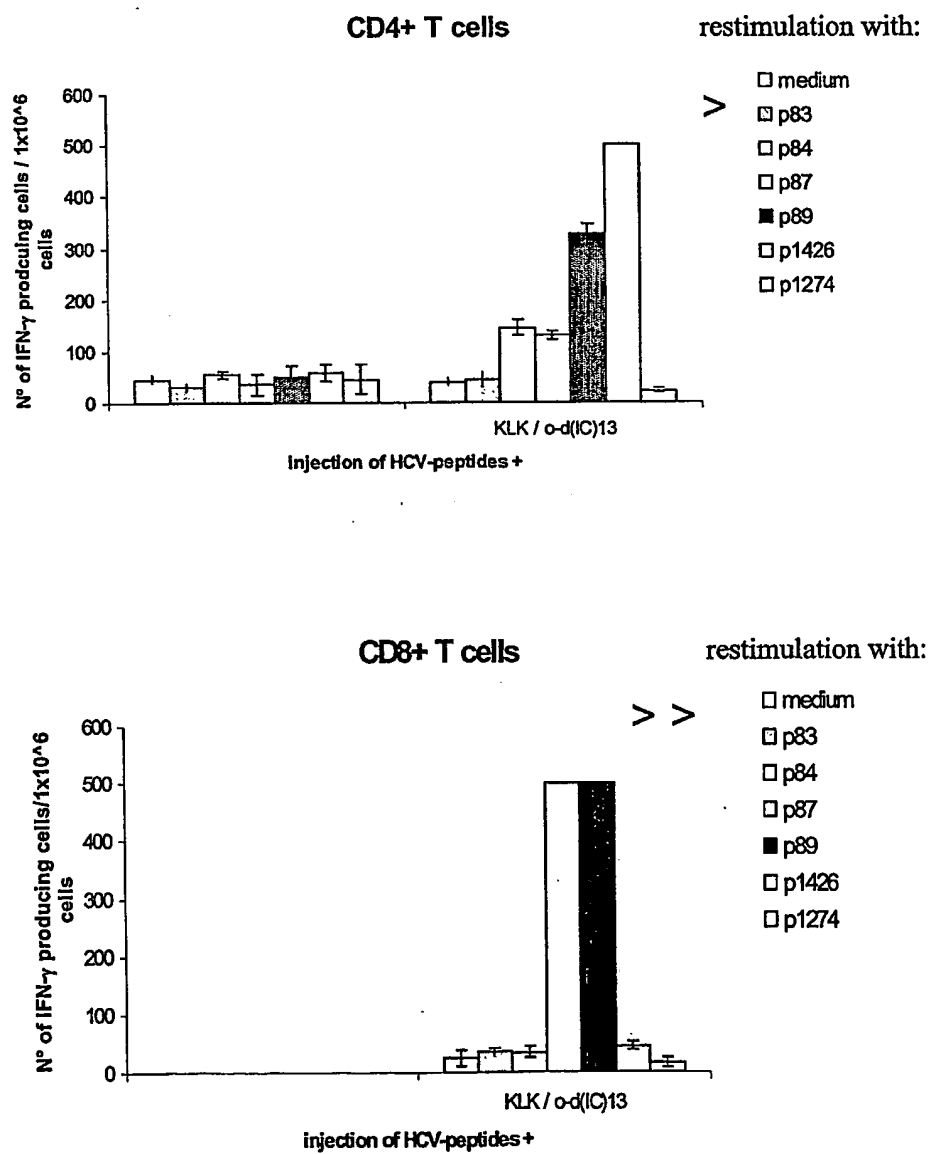 CD4+ T cells
restimulation with:
N° of IFN-γ prodcuing cells / 1x10^6
cells
600
500
400
300
200
100
0
>
medium
p83
p84
p87
p89
p1426
p1274
KLK / o-d(IC)13
injection of HCV-peptides +
CD8+ T cells
restimulation with:
N° of IFN-γ producing cells/1x10^6
cells
600
500
400
300
200
100
0
> >
medium
p83
p84
p87
p89
p1426
p1274
KLK / o-d(IC)13
injection of HCV-peptides +